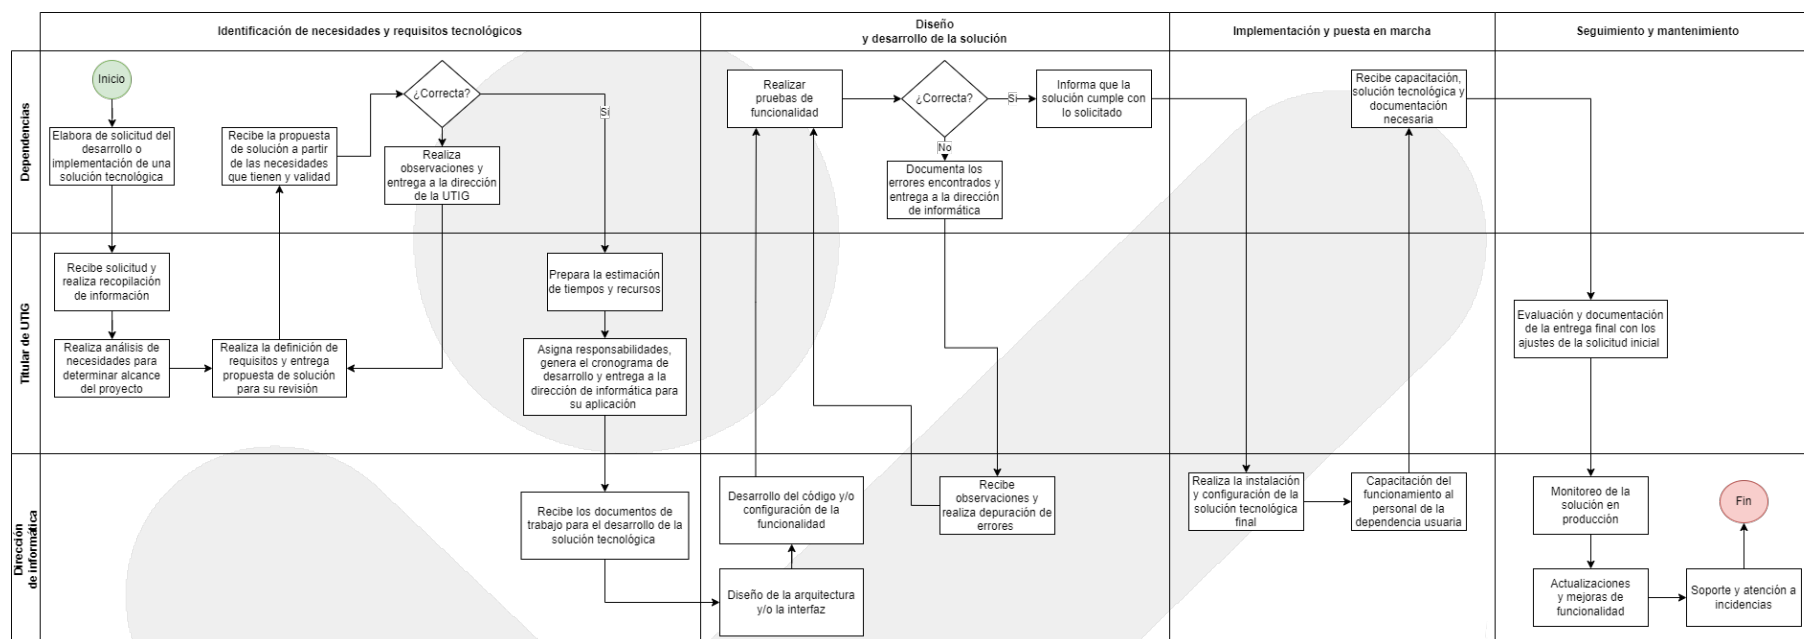 Identificación de necesidades y requisitos tecnológicos
Diseño
y desarrollo de la solución
Implementación y puesta en marcha
Seguimiento y mantenimiento
Dependencias
Inicio
Elabora de solicitud del
desarrollo o
implementación de una
solución tecnológica
Recibe la propuesta
de solución a partir
de las necesidades
que tienen y validad
¿Correcta?
Sí
Realiza
observaciones y
entrega a la dirección
de la UTIG
Realizar
pruebas de
funcionalidad
¿Correcta?
Si
Informa que la
solución cumple con
lo solicitado
No
Documenta los
errores encontrados y
entrega a la dirección
de informática
Recibe capacitación,
solución tecnológica y
documentación
necesaria
Titular de UTIG
Recibe solicitud y
realiza recopilación
de información
Realiza análisis de
necesidades para
determinar alcance
del proyecto
Realiza la definición de
requisitos y entrega
propuesta de solución
para su revisión
Prepara la estimación
de tiempos y recursos
Asigna responsabilidades,
genera el cronograma de
desarrollo y entrega a la
dirección de informática para
su aplicación
Evaluación y documentación
de la entrega final con los
ajustes de la solicitud inicial
Dirección
de informática
Recibe los documentos de
trabajo para el desarrollo de la
solución tecnológica
Desarrollo del código y/o
configuración de la
funcionalidad
Diseño de la arquitectura
y/o la interfaz
Recibe
observaciones y
realiza depuración de
errores
Realiza la instalación
y configuración de la
solución tecnológica
final
Capacitación del
funcionamiento al
personal de la
dependencia usuaria
Monitoreo de la
solución en
producción
Fin
Actualizaciones
y mejoras de
funcionalidad
Soporte y atención a
incidencias